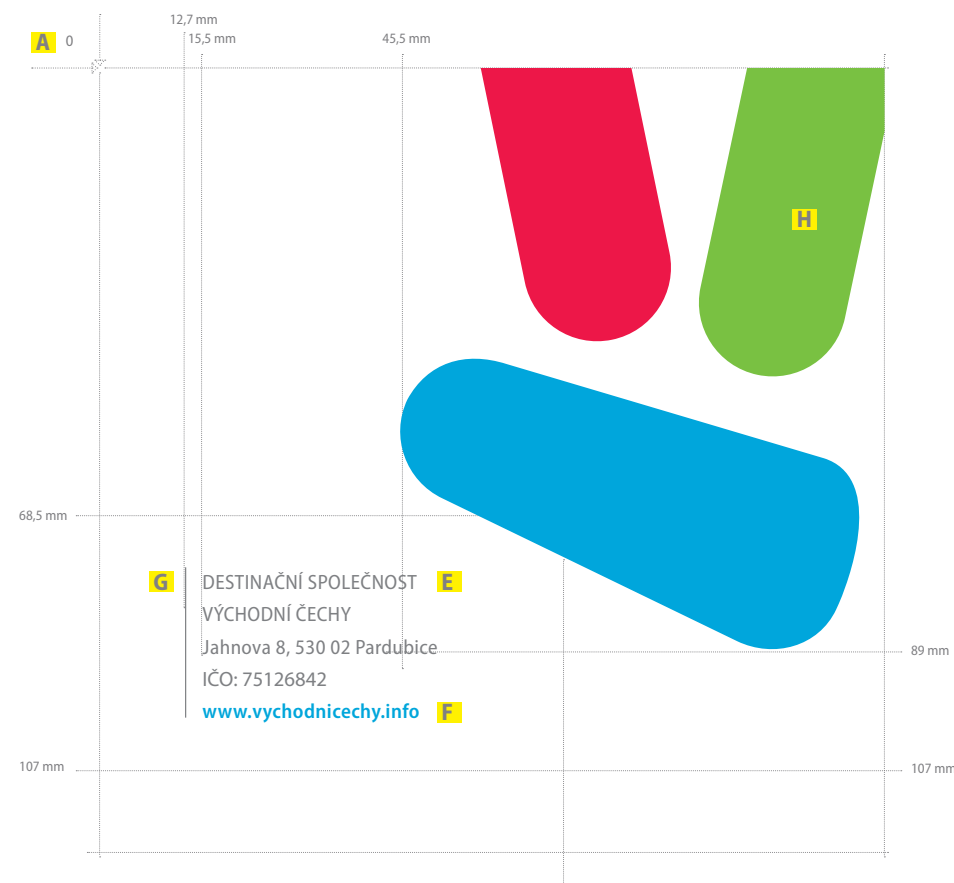 12,7 mm
A 0 15,5 mm 45,5 mm
H
68,5 mm
G DESTINAČNÍ SPOLEČNOST E
VÝCHODNÍ ČECHY
Jahnova 8, 530 02 Pardubice
89 mm
IČO: 75126842
www.vychodnicechy.info F
107 mm 107 mm